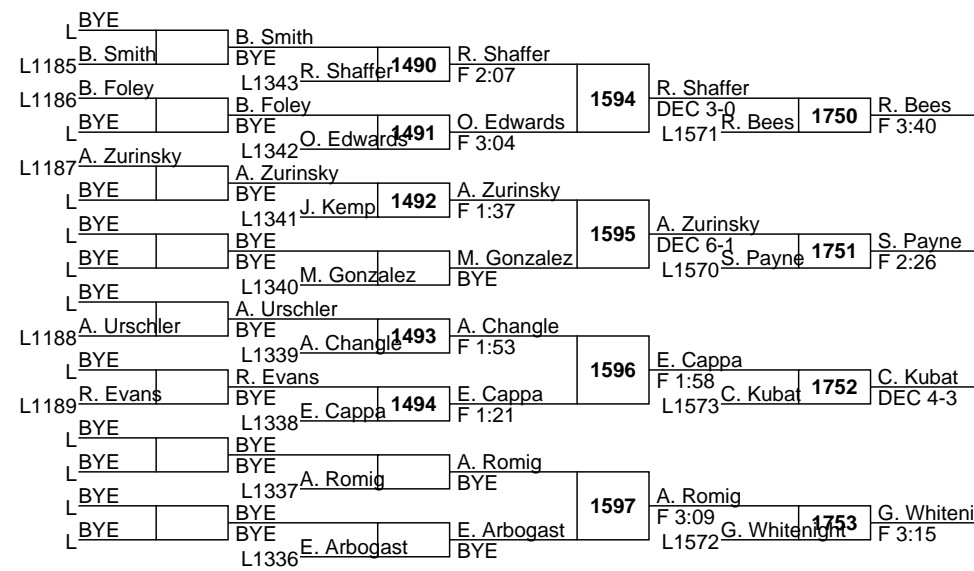 L BYE
L1185 B. Smith
B. Smith
BYE
L1343 R. Shaffer 1490 R. Shaffer
F 2:07
L1186 B. Foley
L BYE
B. Foley
BYE
L1342 O. Edwards 1491 O. Edwards
F 3:04
1594 R. Shaffer
DEC 3-0
L1571 R. Bees 1750 R. Bees
F 3:40
L1187 A. Zurinsky
L BYE
A. Zurinsky
BYE
L1341 J. Kemp 1492 A. Zurinsky
F 1:37
L BYE
L BYE
BYE
BYE
L1340 M. Gonzalez
M. Gonzalez
BYE
1595 A. Zurinsky
DEC 6-1
L1570 S. Payne 1751 S. Payne
F 2:26
L BYE
L1188 A. Urschler
A. Urschler
BYE
L1339 A. Changle 1493 A. Changle
F 1:53
L BYE
L1189 R. Evans
R. Evans
BYE
L1338 E. Cappa 1494 E. Cappa
F 1:21
1596 E. Cappa
F 1:58
L1573 C. Kubat 1752 C. Kubat
DEC 4-3
L BYE
L BYE
BYE
BYE
L1337 A. Romig
A. Romig
BYE
L BYE
L BYE
BYE
BYE
L1336 E. Arbogast
E. Arbogast
BYE
1597 A. Romig
F 3:09
L1572 G. Whitenight 1753 G. Whiteni
F 3:15